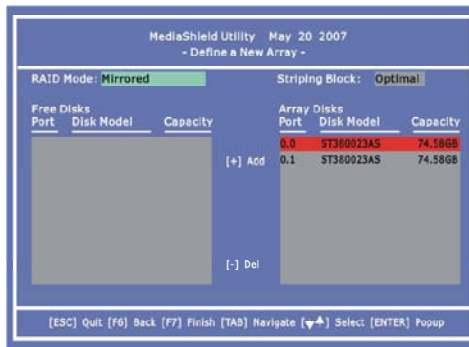 MediaShield Utility May 20 2007
- Define a New Array -
RAID Mode: Mirrored Striping Block: Optimal
Free Disks
Port Disk Model Capacity
Array Disks
Port Disk Model Capacity
0.0 ST380023AS 74.58GB
0.1 ST380023AS 74.58GB
[+] Add
[-] Del
[ESC] Quit [F6] Back [F7] Finish [TAB] Navigate [▼▲] Select [ENTER] Popup